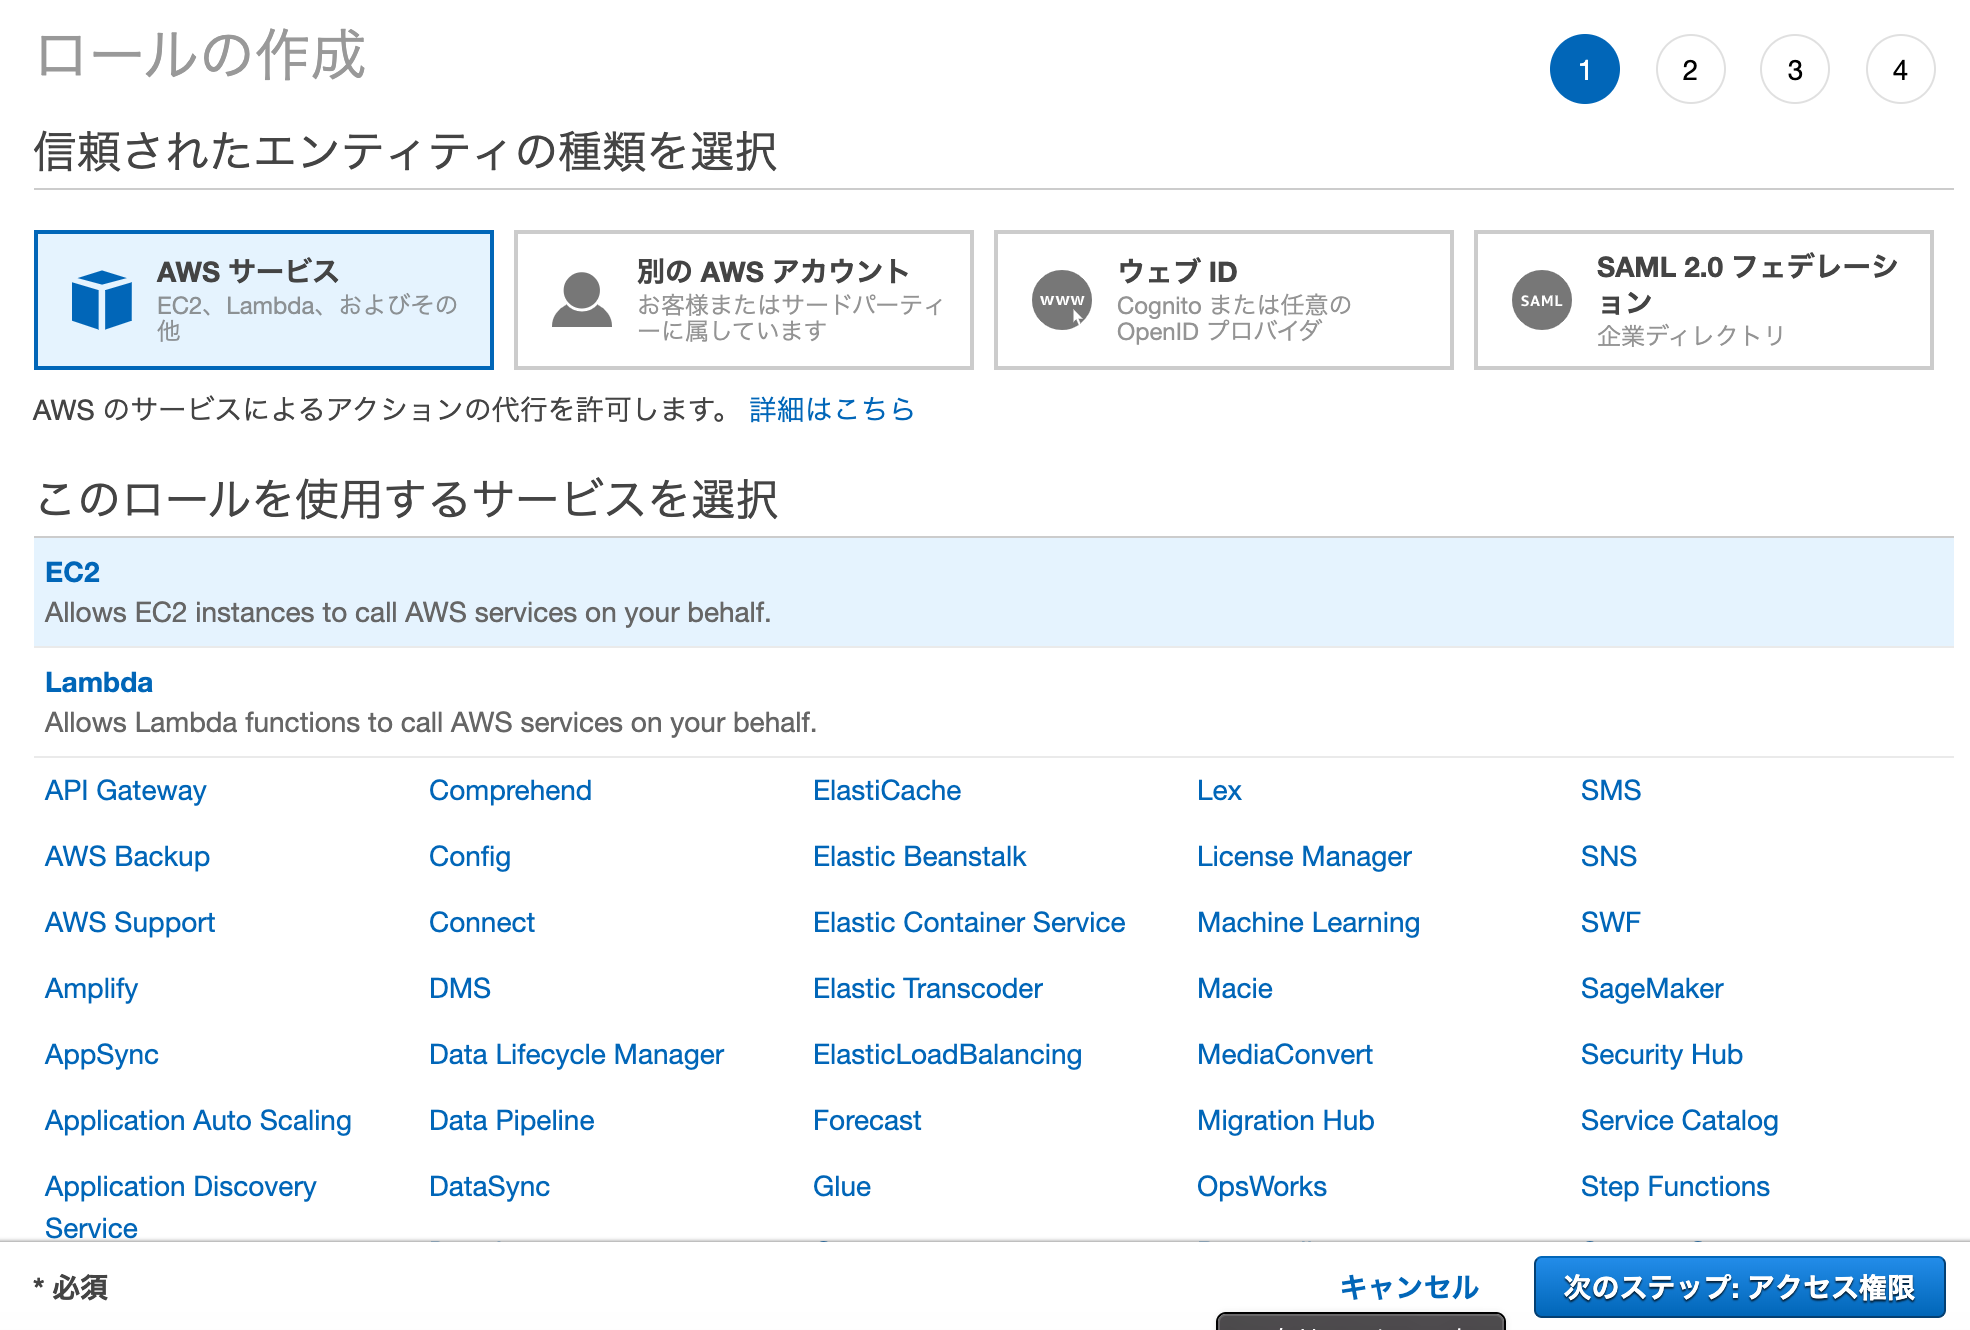 ロールの作成
1 2 3 4
信頼されたエンティティの種類を選択
AWS サービス
EC2、Lambda、およびその
他
別の AWS アカウント
お客様またはサードパーティ
ーに属しています
www
ウェブ ID
Cognito または任意の
OpenID プロバイダ
SAML
SAML 2.0 フェデレーシ
ョン
企業ディレクトリ
AWS のサービスによるアクションの代行を許可します。 詳細はこちら
このロールを使用するサービスを選択
EC2
Allows EC2 instances to call AWS services on your behalf.
Lambda
Allows Lambda functions to call AWS services on your behalf.
API Gateway Comprehend ElastiCache Lex SMS
AWS Backup Config Elastic Beanstalk License Manager SNS
AWS Support Connect Elastic Container Service Machine Learning SWF
Amplify DMS Elastic Transcoder Macie SageMaker
AppSync Data Lifecycle Manager ElasticLoadBalancing MediaConvert Security Hub
Application Auto Scaling Data Pipeline Forecast Migration Hub Service Catalog
Application Discovery DataSync Glue OpsWorks Step Functions
Service
* 必須 キャンセル 次のステップ: アクセス権限